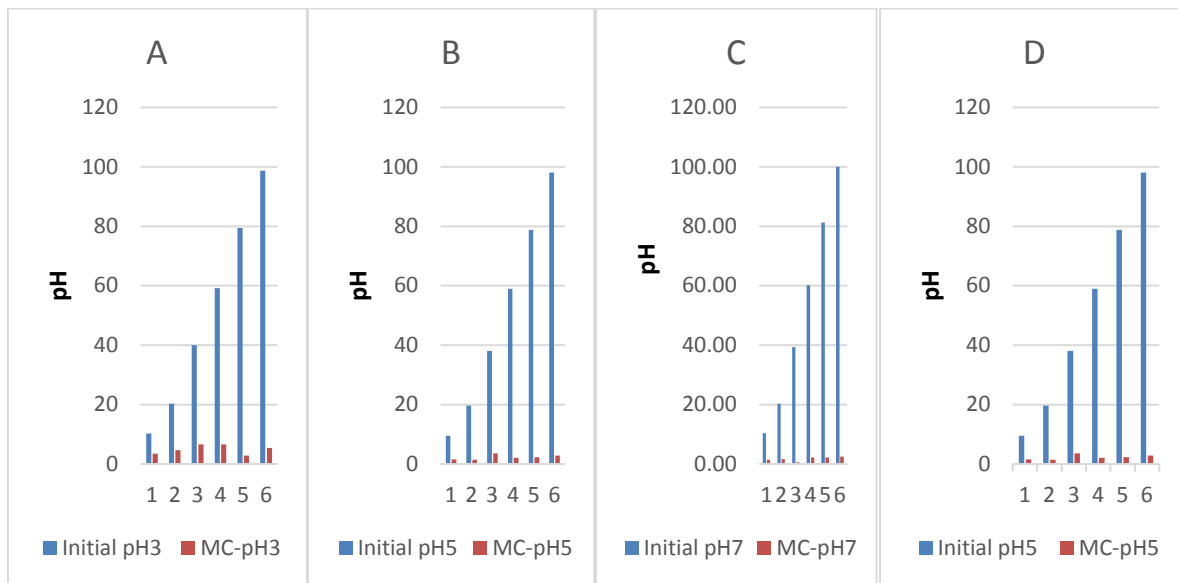 A
120
100
80
60
40
20
0
pH
1 2 3 4 5 6
Initial pH3 MC-pH3
B
120
100
80
60
40
20
0
pH
1 2 3 4 5 6
Initial pH5 MC-pH5
C
120.00
100.00
80.00
60.00
40.00
20.00
0.00
pH
1 2 3 4 5 6
Initial pH7 MC-pH7
D
120
100
80
60
40
20
0
pH
1 2 3 4 5 6
Initial pH5 MC-pH5